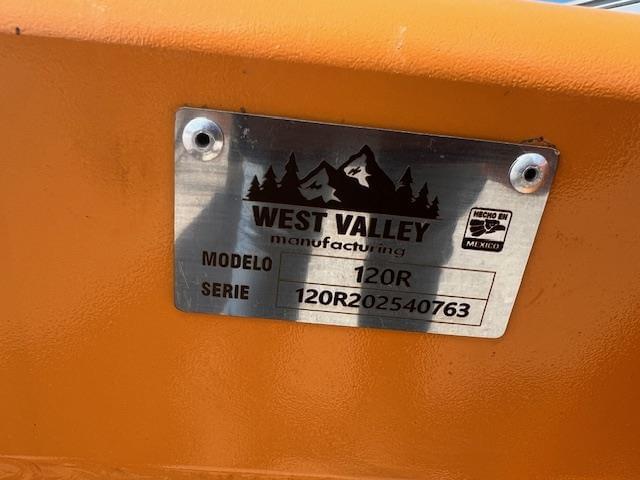 WEST VALLEY
manufacturing
HECHO EN
MEXICO
MODELO 120R
SERIE 120R202540763